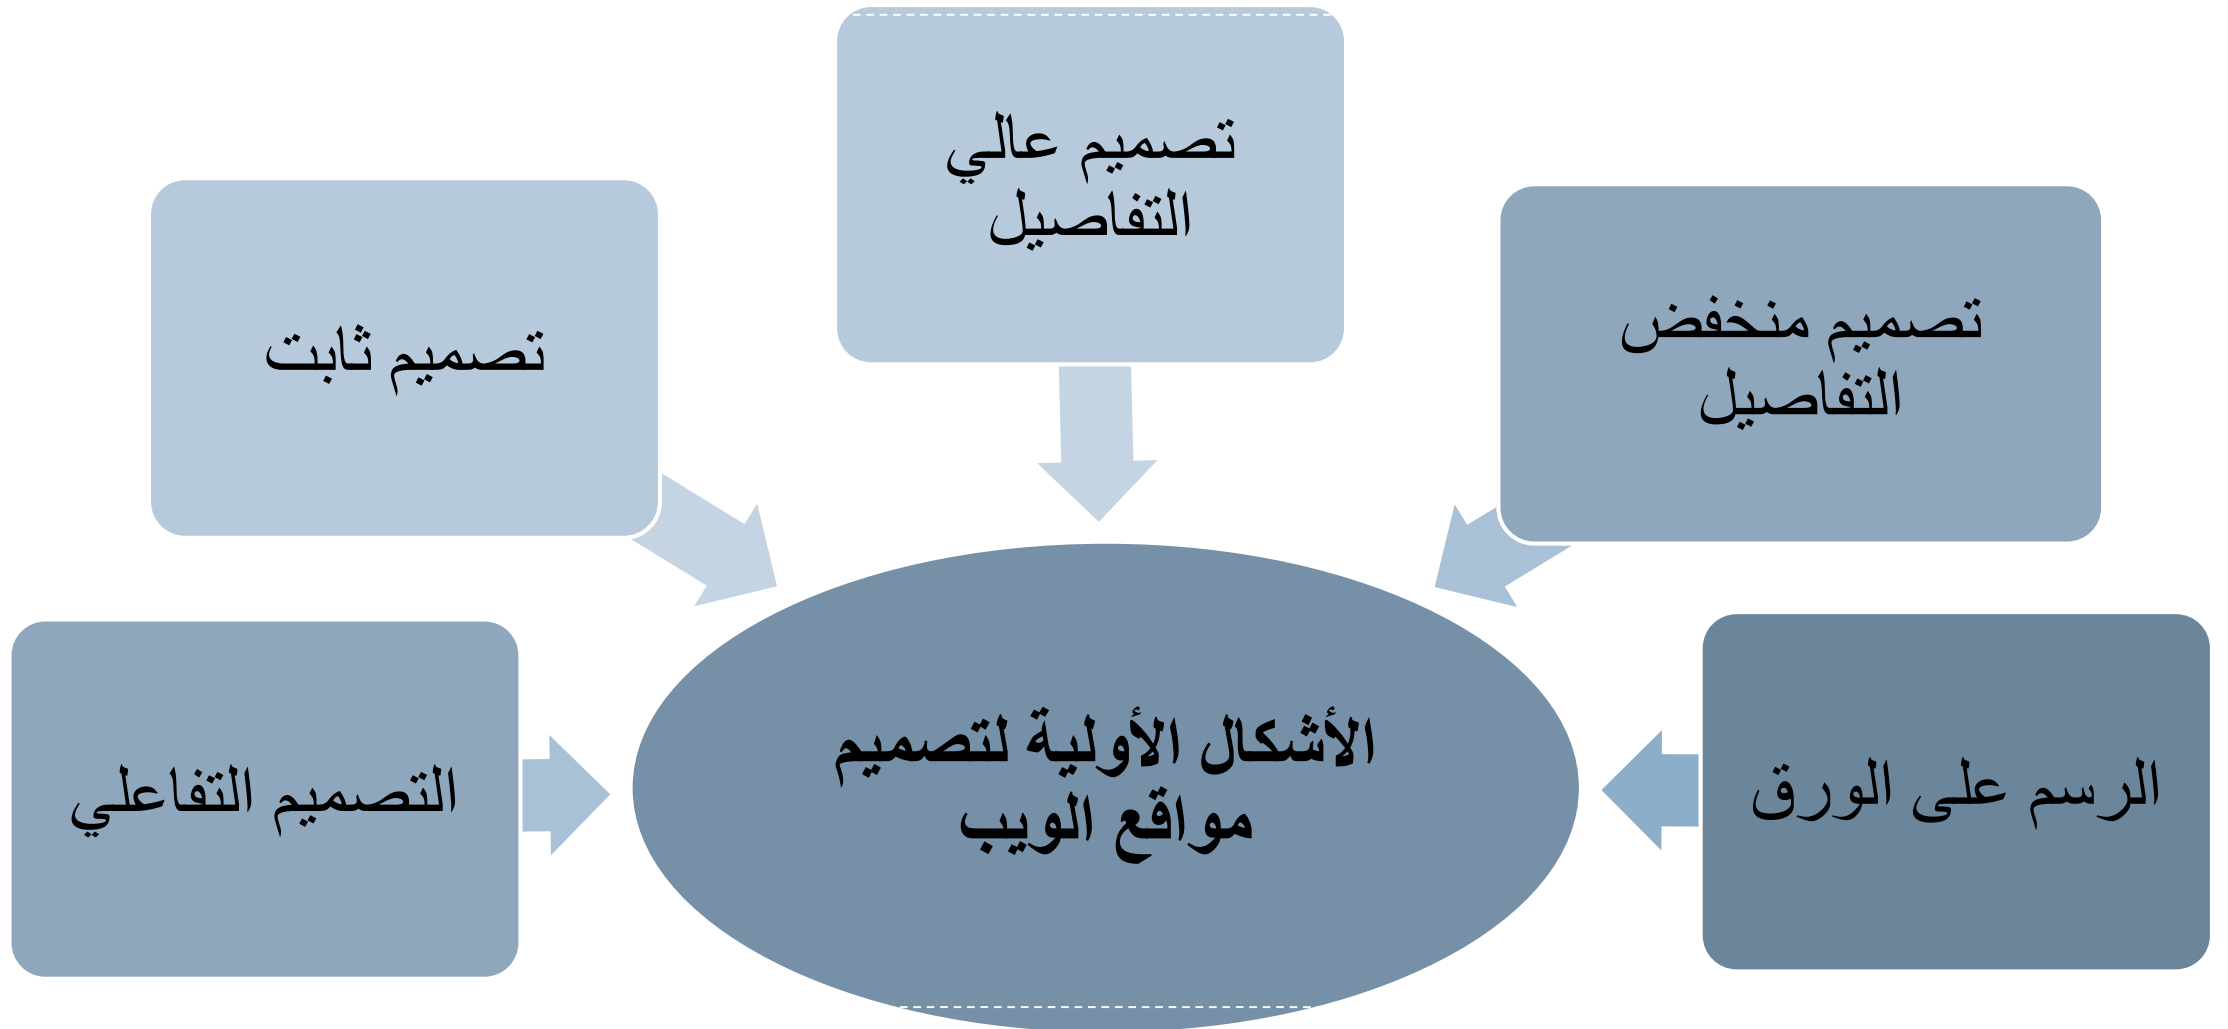 تصميم عالي
التفاصيل
تصميم منخفض
التفاصيل
تصميم ثابت
الرسم على الورق
التصميم التفاعلي
الأشكال الأولية لتصميم
مواقع الويب